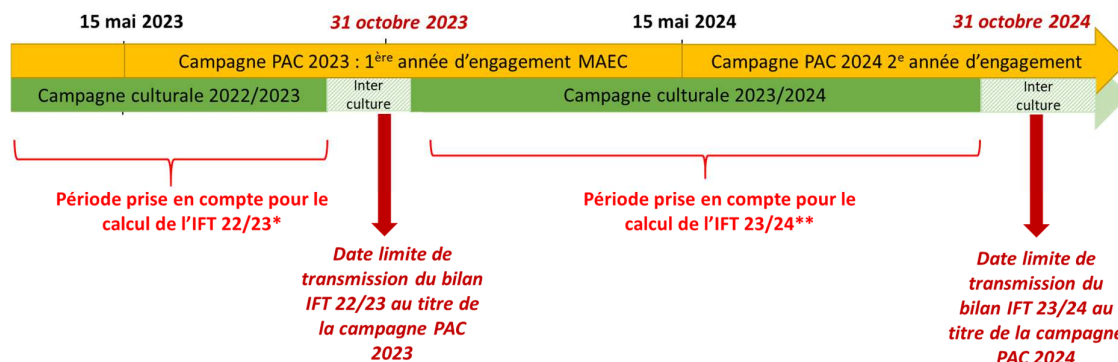 15 mai 2023
31 octobre 2023
15 mai 2024
31 octobre 2024
Campagne PAC 2023 : 1ère année d'engagement MAEC
Campagne PAC 2024 2e année d'engagement
Campagne culturale 2022/2023
Inter
culture
Campagne culturale 2023/2024
Inter
culture
Période prise en compte pour le
calcul de l'IFT 22/23*
Période prise en compte pour le
calcul de l'IFT 23/24**
Date limite de
transmission du bilan
IFT 22/23 au titre de
la campagne PAC
2023
Date limite de
transmission du
bilan IFT 23/24 au
titre de la campagne
PAC 2024